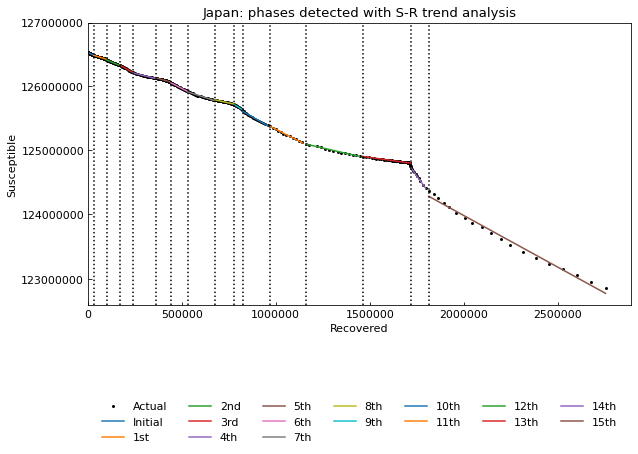 Japan: phases detected with S-R trend analysis
127000000
126000000
125000000
124000000
123000000
Susceptible
0 500000 1000000 1500000 2000000 2500000
Recovered
Actual 2nd 5th 8th 10th 12th 14th
Initial 3rd 6th 9th 11th 13th 15th
1st 4th 7th